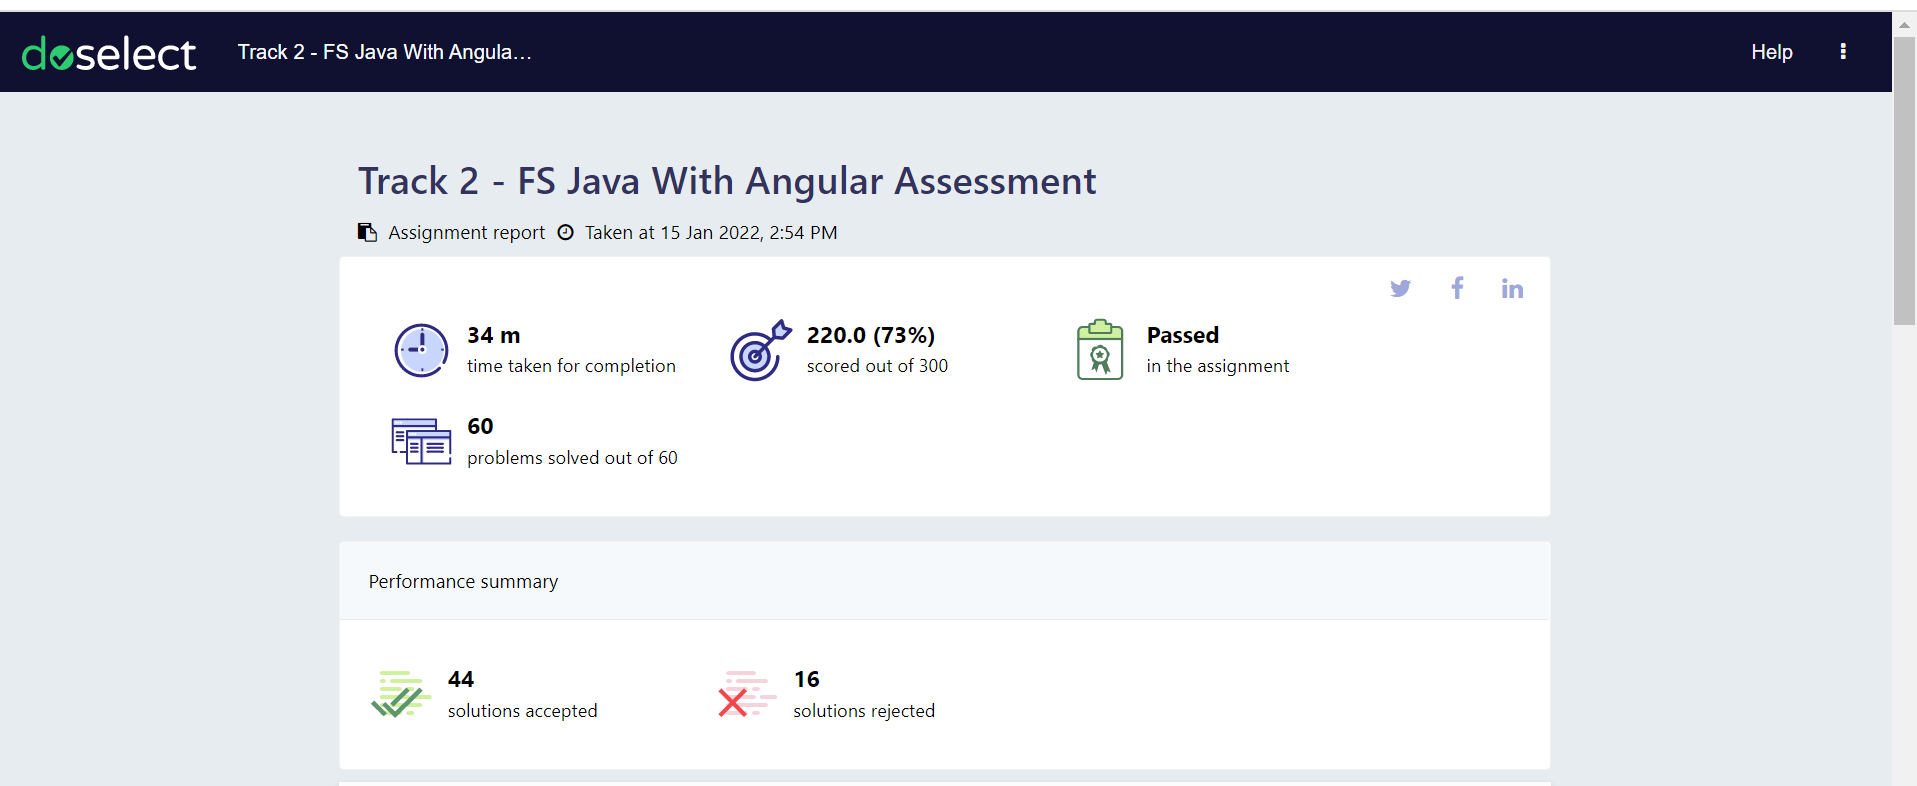 doselect Track 2 - FS Java With Angula... Help
Track 2 - FS Java With Angular Assessment
Assignment report Taken at 15 Jan 2022, 2:54 PM
34 m
time taken for completion
220.0 (73%)
scored out of 300
Passed
in the assignment
60
problems solved out of 60
Performance summary
44
solutions accepted
16
solutions rejected